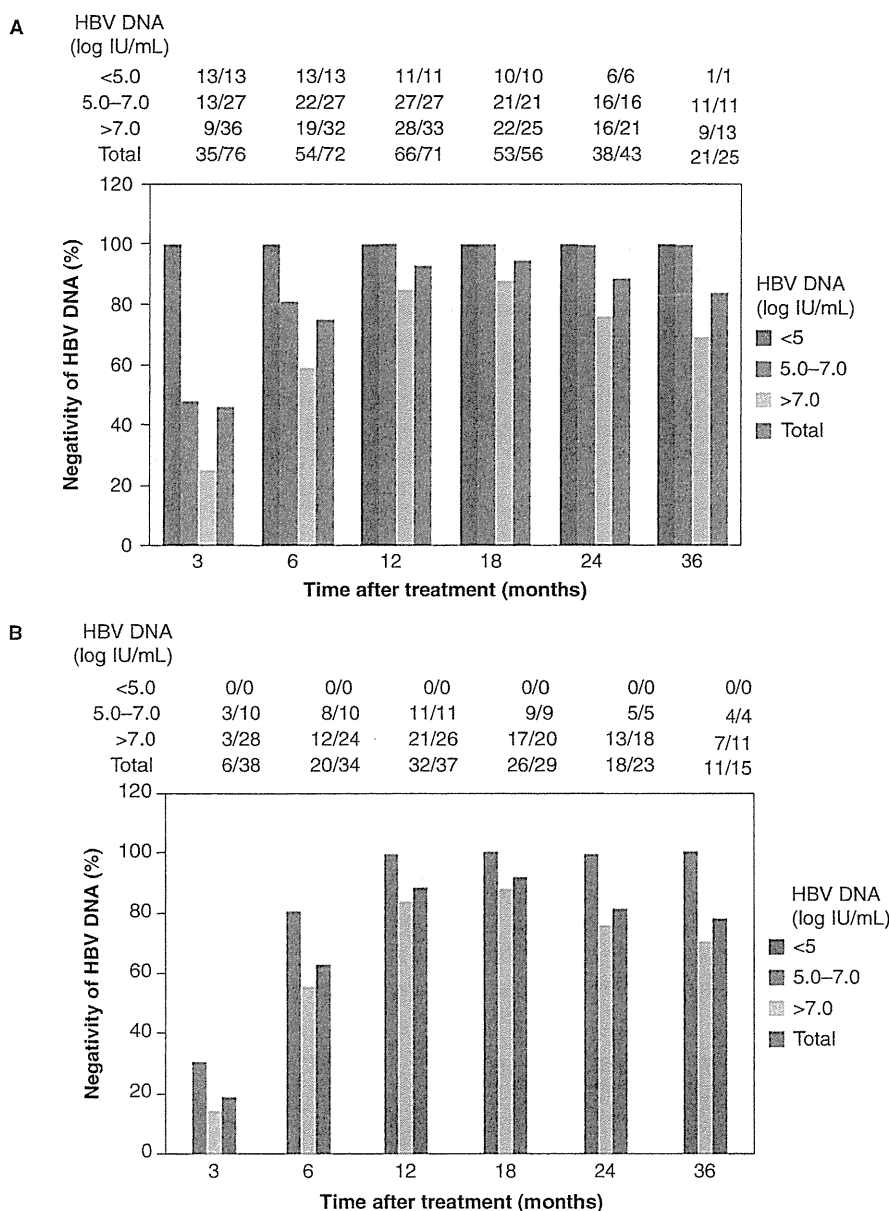 A
HBV DNA
(log IU/mL)
<5.0 13/13 13/13 11/11 10/10 6/6 1/1
5.0–7.0 13/27 22/27 27/27 21/21 16/16 11/11
>7.0 9/36 19/32 28/33 22/25 16/21 9/13
Total 35/76 54/72 66/71 53/56 38/43 21/25
120
100
80
60
40
20
0
Negativity of HBV DNA (%)
3 6 12 18 24 36
Time after treatment (months)
HBV DNA
(log IU/mL)
<5
5.0–7.0
>7.0
Total
B
HBV DNA
(log IU/mL)
<5.0 0/0 0/0 0/0 0/0 0/0 0/0
5.0–7.0 3/10 8/10 11/11 9/9 5/5 4/4
>7.0 3/28 12/24 21/26 17/20 13/18 7/11
Total 6/38 20/34 32/37 26/29 18/23 11/15
120
100
80
60
40
20
0
Negativity of HBV DNA (%)
3 6 12 18 24 36
Time after treatment (months)
HBV DNA
(log IU/mL)
<5
5.0–7.0
>7.0
Total